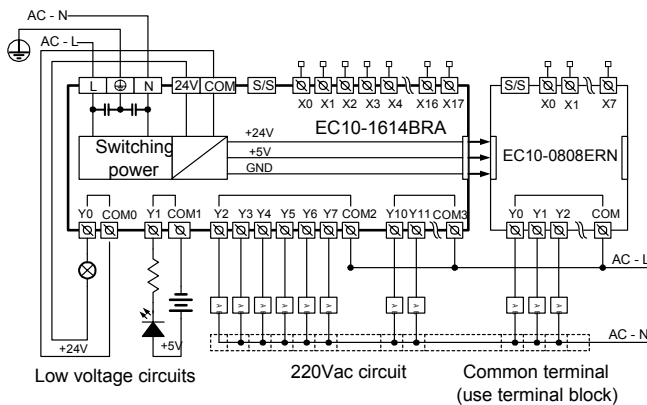 AC - N
AC - L
L
N
24V
COM
S/S
X0
X1
X2
X3
X4
X16
X17
S/S
X0
X1
X7
EC10-1614BRA
+24V
+5V
GND
Switching
power
EC10-0808ERN
Y0
COM0
Y1
COM1
Y2
Y3
Y4
Y5
Y6
Y7
COM2
Y10
Y11
COM3
Y0
Y1
Y2
COM
AC - L
AC - N
+24V
+5V
Low voltage circuits
220Vac circuit
Common terminal
(use terminal block)